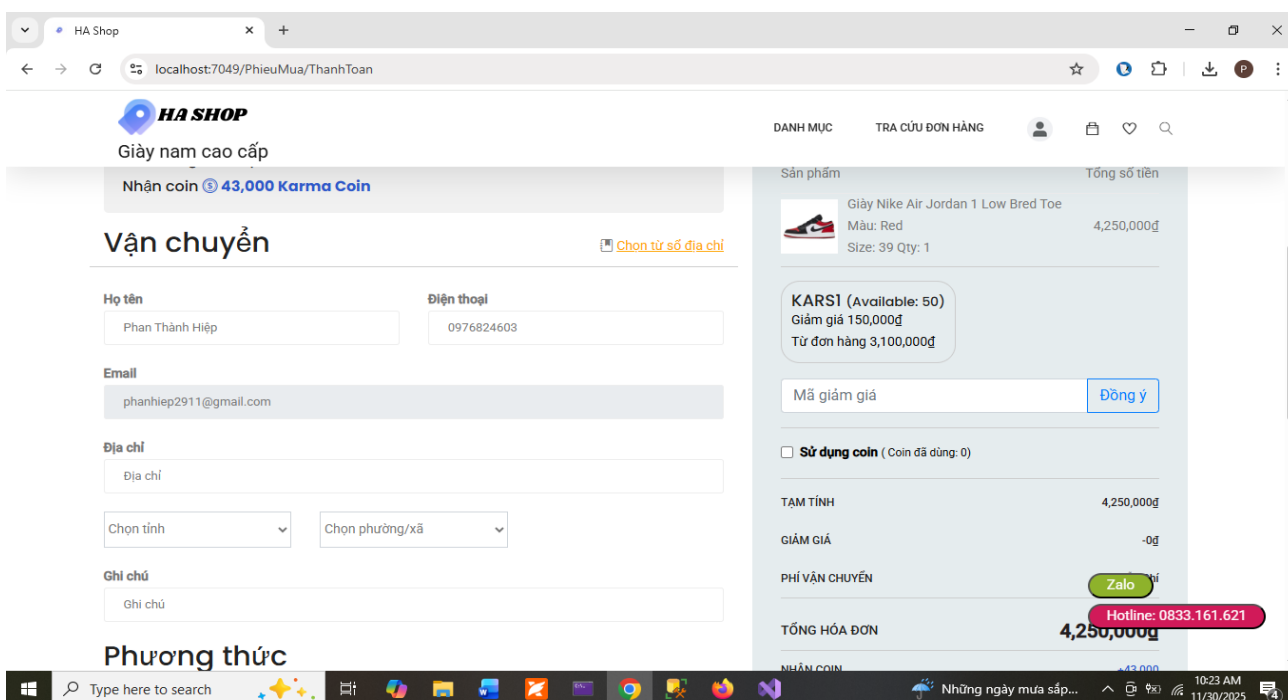 HA Shop
localhost:7049/PhieuMua/ThanhToan
P
HA SHOP
Giày nam cao cấp
DANH MỤC
TRA CỨU ĐƠN HÀNG
Nhận coin 43,000 Karma Coin
Vận chuyển
Chọn từ sổ địa chỉ
Họ tên
Điện thoại
Phan Thành Hiệp
0976824603
Email
phanhiep2911@gmail.com
Địa chỉ
Địa chỉ
Chọn tỉnh
Chọn phường/xã
Ghi chú
Ghi chú
Phương thức
Sản phẩm
Tổng số tiền
Giày Nike Air Jordan 1 Low Bred Toe
Màu: Red
4,250,000₫
Size: 39 Qty: 1
KARS1 (Available: 50)
Giảm giá 150,000₫
Từ đơn hàng 3,100,000₫
Mã giảm giá
Đồng ý
Sử dụng coin ( Coin đã dùng: 0)
TẠM TÍNH
4,250,000₫
GIẢM GIÁ
-0₫
PHÍ VẬN CHUYỂN
Zalo
Hotline: 0833.161.621
TỔNG HÓA ĐƠN
4,250,000₫
NHẬN COIN
+43,000
Type here to search
Những ngày mưa sắp...
10:23 AM
11/30/2025